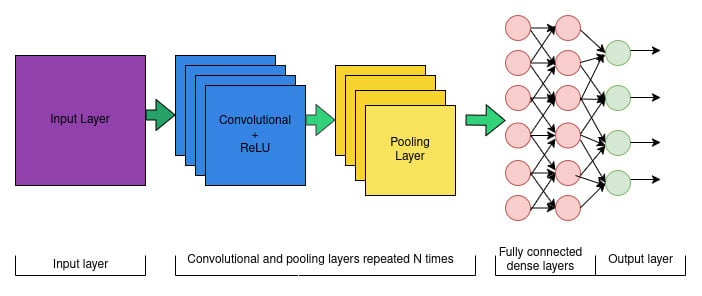 Input Layer
Convolutional
+
ReLU
Pooling
Layer
Input layer
Convolutional and pooling layers repeated N times
Fully connected
dense layers
Output layer